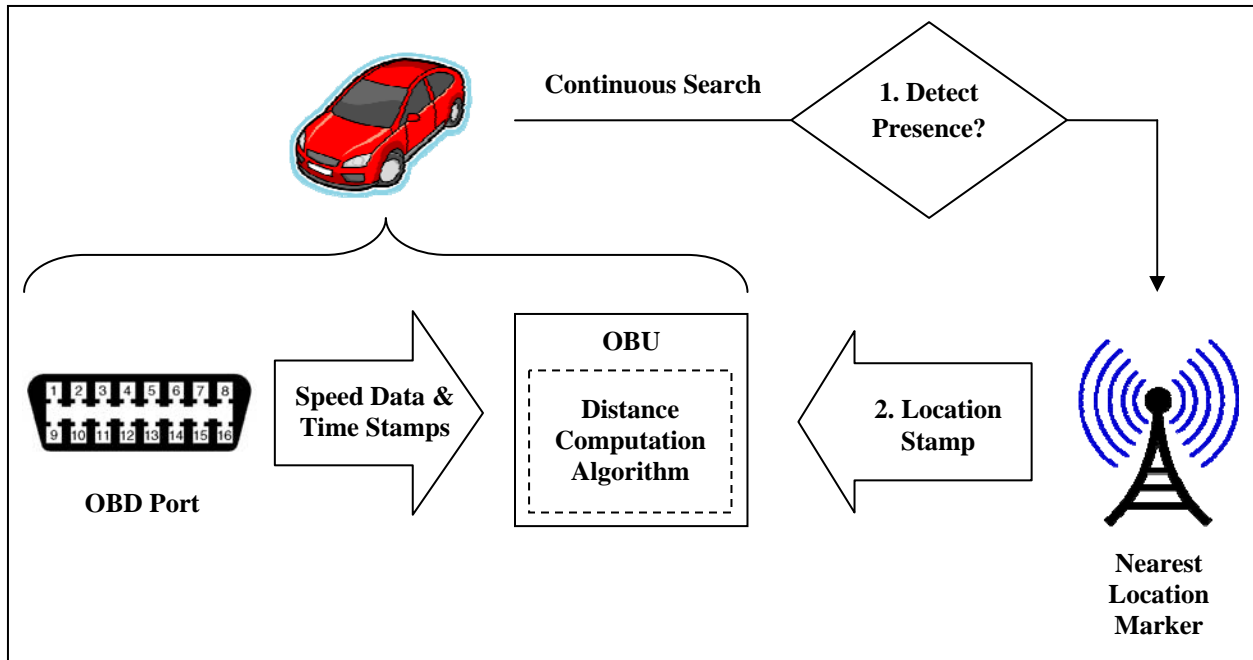 Continuous Search
1. Detect
Presence?
1 2 3 4 5 6 7 8
9 10 11 12 13 14 15 16
OBD Port
Speed Data &
Time Stamps
OBU
Distance
Computation
Algorithm
2. Location
Stamp
Nearest
Location
Marker